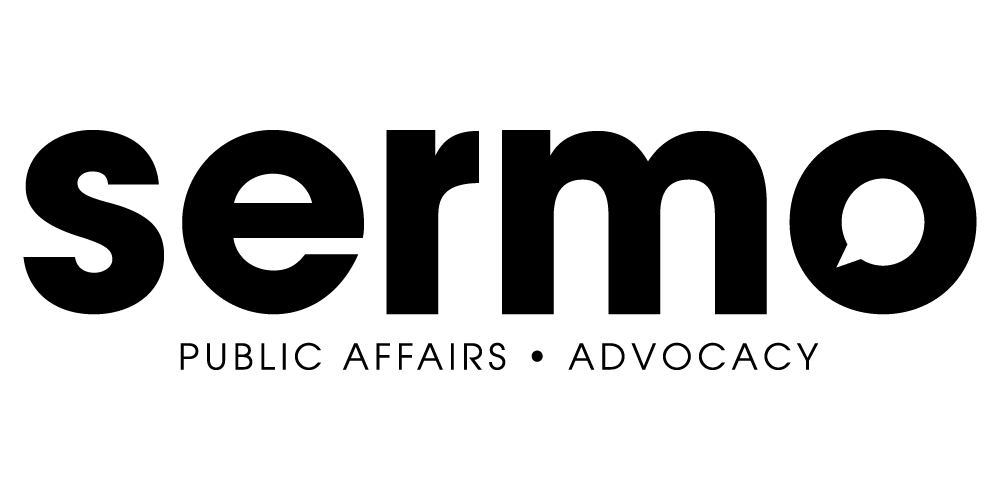 sermo
PUBLIC AFFAIRS • ADVOCACY